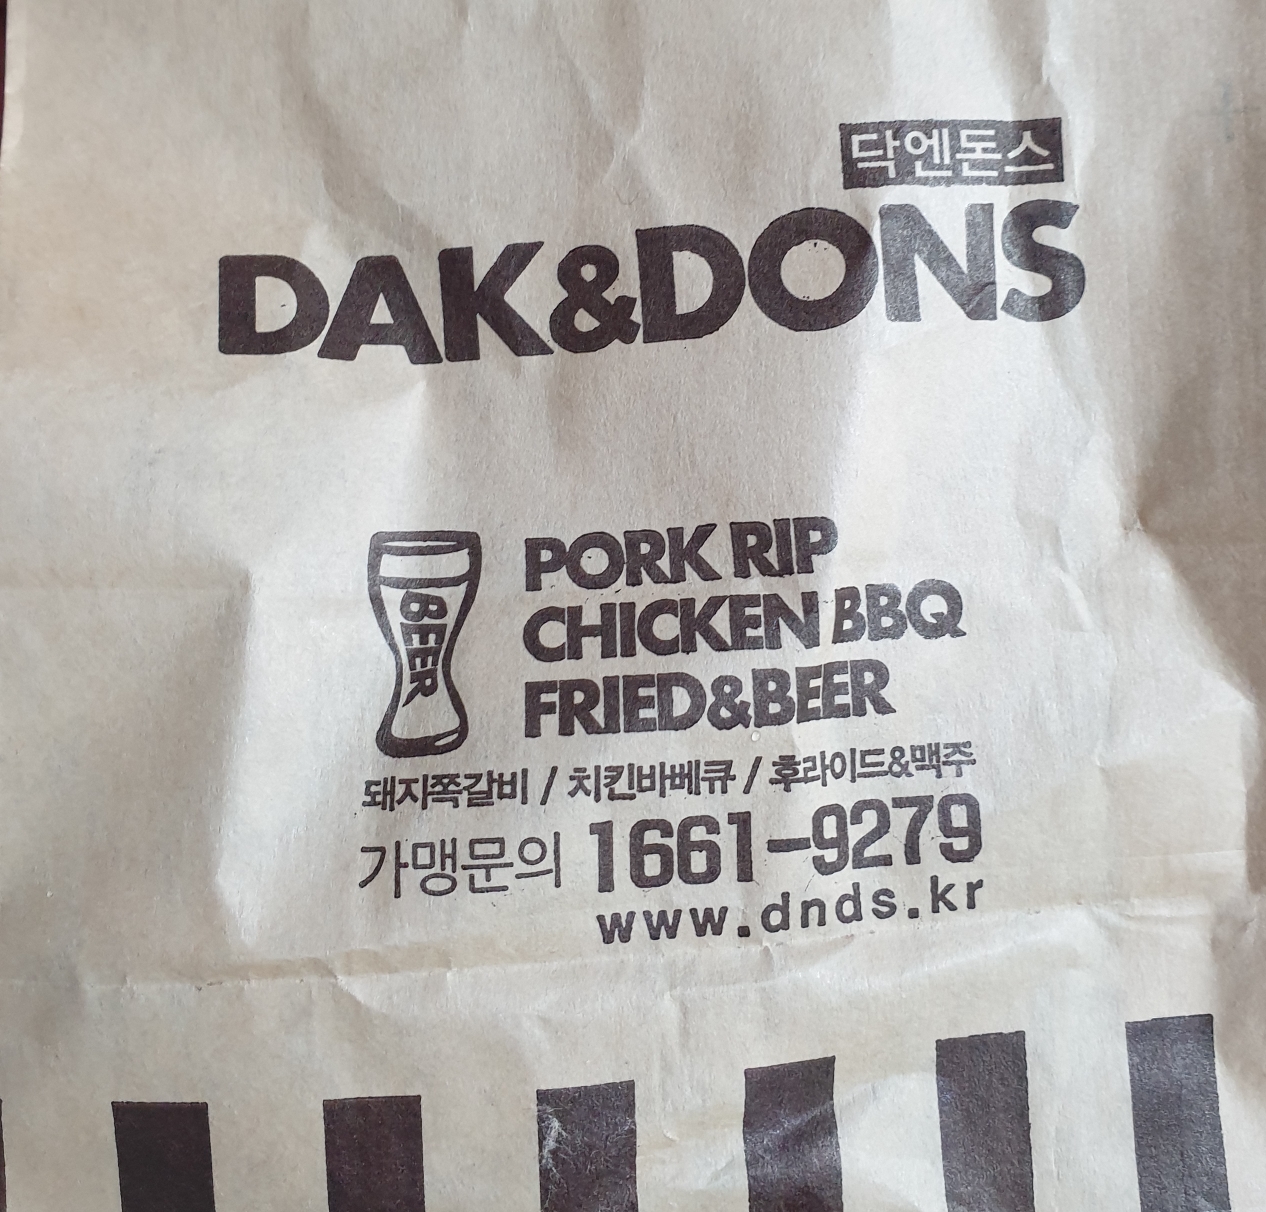 닥엔돈스
DAK&DONS
BEER
PORK RIP
CHICKEN BBQ
FRIED&BEER
돼지쪽갈비 / 치킨바베큐 / 후라이드&맥주
가맹문의 1661-9279
www.dnds.kr